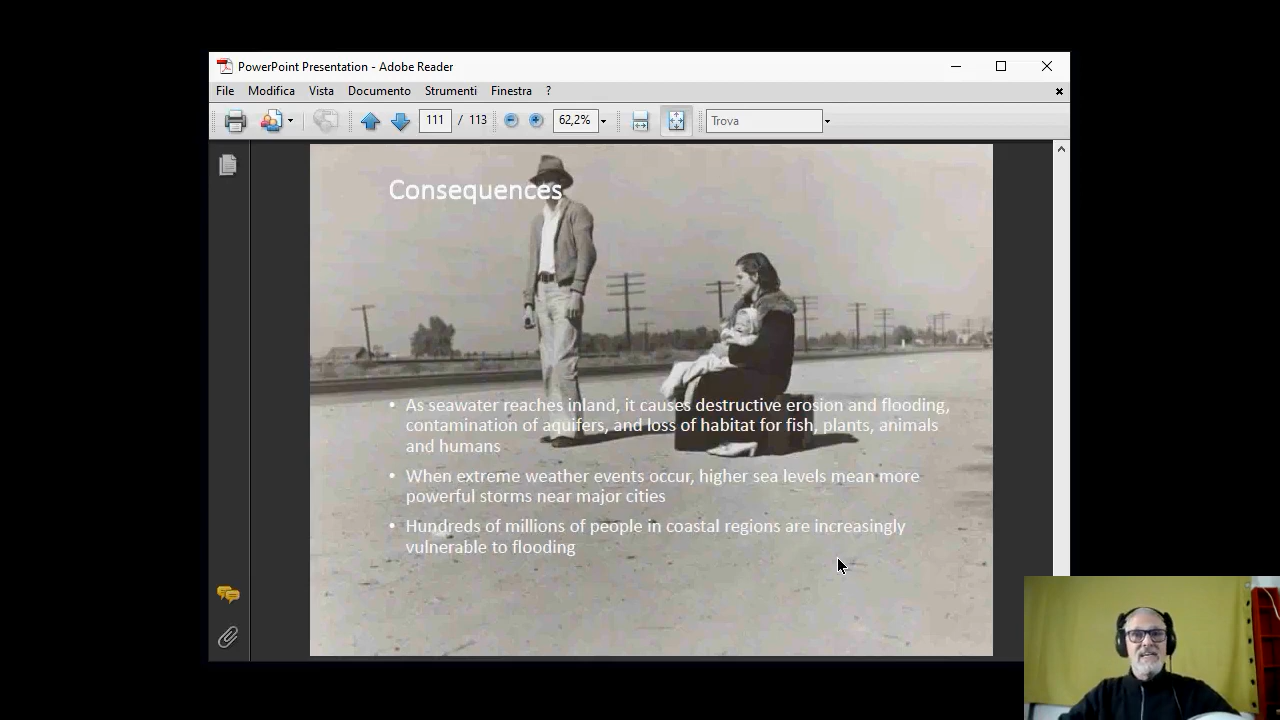 PowerPoint Presentation - Adobe Reader
File Modifica Vista Documento Strumenti Finestra ?
111 / 113 62,2% Trova
Consequences
• As seawater reaches inland, it causes destructive erosion and flooding,
contamination of aquifers, and loss of habitat for fish, plants, animals
and humans
• When extreme weather events occur, higher sea levels mean more
powerful storms near major cities
• Hundreds of millions of people in coastal regions are increasingly
vulnerable to flooding